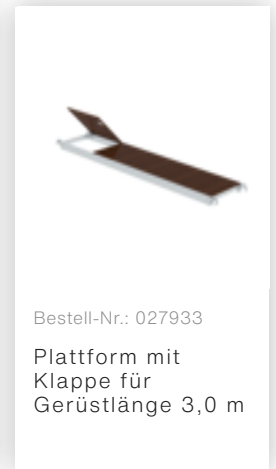 Bestell-Nr.: 027933
Plattform mit
Klappe für
Gerüstlänge 3,0 m